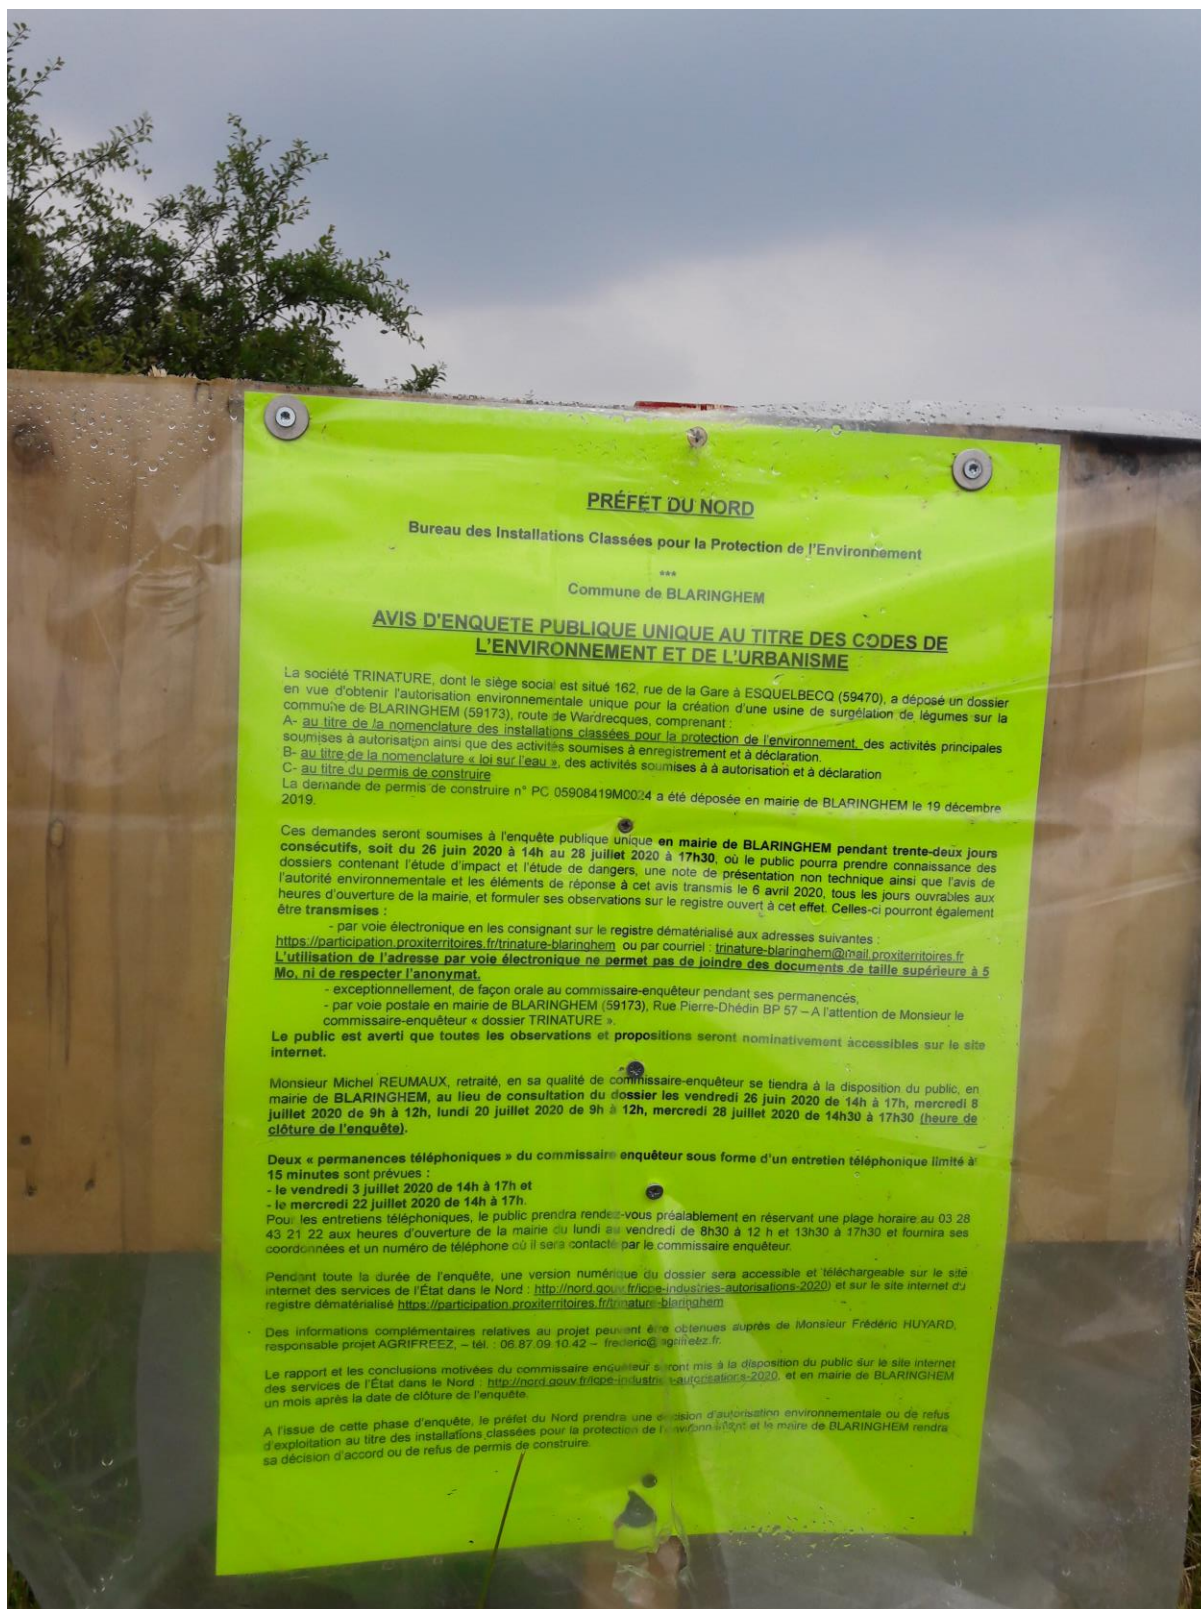 PRÉFET DU NORD
Bureau des Installations Classées pour la Protection de l'Environnement
***
Commune de BLARINGHEM
AVIS D'ENQUETE PUBLIQUE UNIQUE AU TITRE DES CODES DE
L'ENVIRONNEMENT ET DE L'URBANISME
La société TRINATURE, dont le siège social est situé 162, rue de la Gare à ESQUELBECQ (59470), a déposé un dossier
en vue d'obtenir l'autorisation environnementale unique pour la création d'une usine de surgélation de légumes sur la
commune de BLARINGHEM (59173), route de Wardrecques, comprenant :
A- au titre de la nomenclature des installations classées pour la protection de l'environnement, des activités principales
soumises à autorisation ainsi que des activités soumises à enregistrement et à déclaration.
B- au titre de la nomenclature « loi sur l'eau », des activités soumises à à autorisation et à déclaration
C- au titre du permis de construire
La demande de permis de construire n° PC 05908419M0024 a été déposée en mairie de BLARINGHEM le 19 décembre
2019.
Ces demandes seront soumises à l'enquête publique unique en mairie de BLARINGHEM pendant trente-deux jours
consécutifs, soit du 26 juin 2020 à 14h au 28 juillet 2020 à 17h30, où le public pourra prendre connaissance des
dossiers contenant l'étude d'impact et l'étude de dangers, une note de présentation non technique ainsi que l'avis de
l'autorité environnementale et les éléments de réponse à cet avis transmis le 6 avril 2020, tous les jours ouvrables aux
heures d'ouverture de la mairie, et formuler ses observations sur le registre ouvert à cet effet. Celles-ci pourront également
être transmises :
- par voie électronique en les consignant sur le registre dématérialisé aux adresses suivantes :
https://participation.proxiterritoires.fr/trinature-blaringhem ou par courriel : trinature-blaringhem@mail.proxiterritoires.fr
L'utilisation de l'adresse par voie électronique ne permet pas de joindre des documents de taille supérieure à 5
Mo, ni de respecter l'anonymat.
- exceptionnellement, de façon orale au commissaire-enquêteur pendant ses permanences,
- par voie postale en mairie de BLARINGHEM (59173), Rue Pierre-Dhédin BP 57 – A l'attention de Monsieur le
commissaire-enquêteur « dossier TRINATURE ».
Le public est averti que toutes les observations et propositions seront nominativement accessibles sur le site
internet.
Monsieur Michel REUMAUX, retraité, en sa qualité de commissaire-enquêteur se tiendra à la disposition du public, en
mairie de BLARINGHEM, au lieu de consultation du dossier les vendredi 26 juin 2020 de 14h à 17h, mercredi 8
juillet 2020 de 9h à 12h, lundi 20 juillet 2020 de 9h à 12h, mercredi 28 juillet 2020 de 14h30 à 17h30 (heure de
clôture de l'enquête).
Deux « permanences téléphoniques » du commissaire enquêteur sous forme d'un entretien téléphonique limité à
15 minutes sont prévues :
- le vendredi 3 juillet 2020 de 14h à 17h et
- le mercredi 22 juillet 2020 de 14h à 17h.
Pour les entretiens téléphoniques, le public prendra rendez-vous préalablement en réservant une plage horaire au 03 28
43 21 22 aux heures d'ouverture de la mairie du lundi au vendredi de 8h30 à 12 h et 13h30 à 17h30 et fournira ses
coordonnées et un numéro de téléphone où il sera contacté par le commissaire enquêteur.
Pendant toute la durée de l'enquête, une version numérique du dossier sera accessible et téléchargeable sur le site
internet des services de l'État dans le Nord : http://nord.gouv.fr/icpe-industries-autorisations-2020) et sur le site internet du
registre dématérialisé https://participation.proxiterritoires.fr/trinature-blaringhem
Des informations complémentaires relatives au projet peuvent être obtenues auprès de Monsieur Frédéric HUYARD,
responsable projet AGRIFREEZ, – tél. : 06.87.09 10.42 – frederic@agrifreez.fr.
Le rapport et les conclusions motivées du commissaire enquêteur seront mis à la disposition du public sur le site internet
des services de l'État dans le Nord : http://nord.gouv.fr/icpe-industries-autorisations-2020, et en mairie de BLARINGHEM
un mois après la date de clôture de l'enquête.
A l'issue de cette phase d'enquête, le préfet du Nord prendra une décision d'autorisation environnementale ou de refus
d'exploitation au titre des installations classées pour la protection de l'environnement et le maire de BLARINGHEM rendra
sa décision d'accord ou de refus de permis de construire.